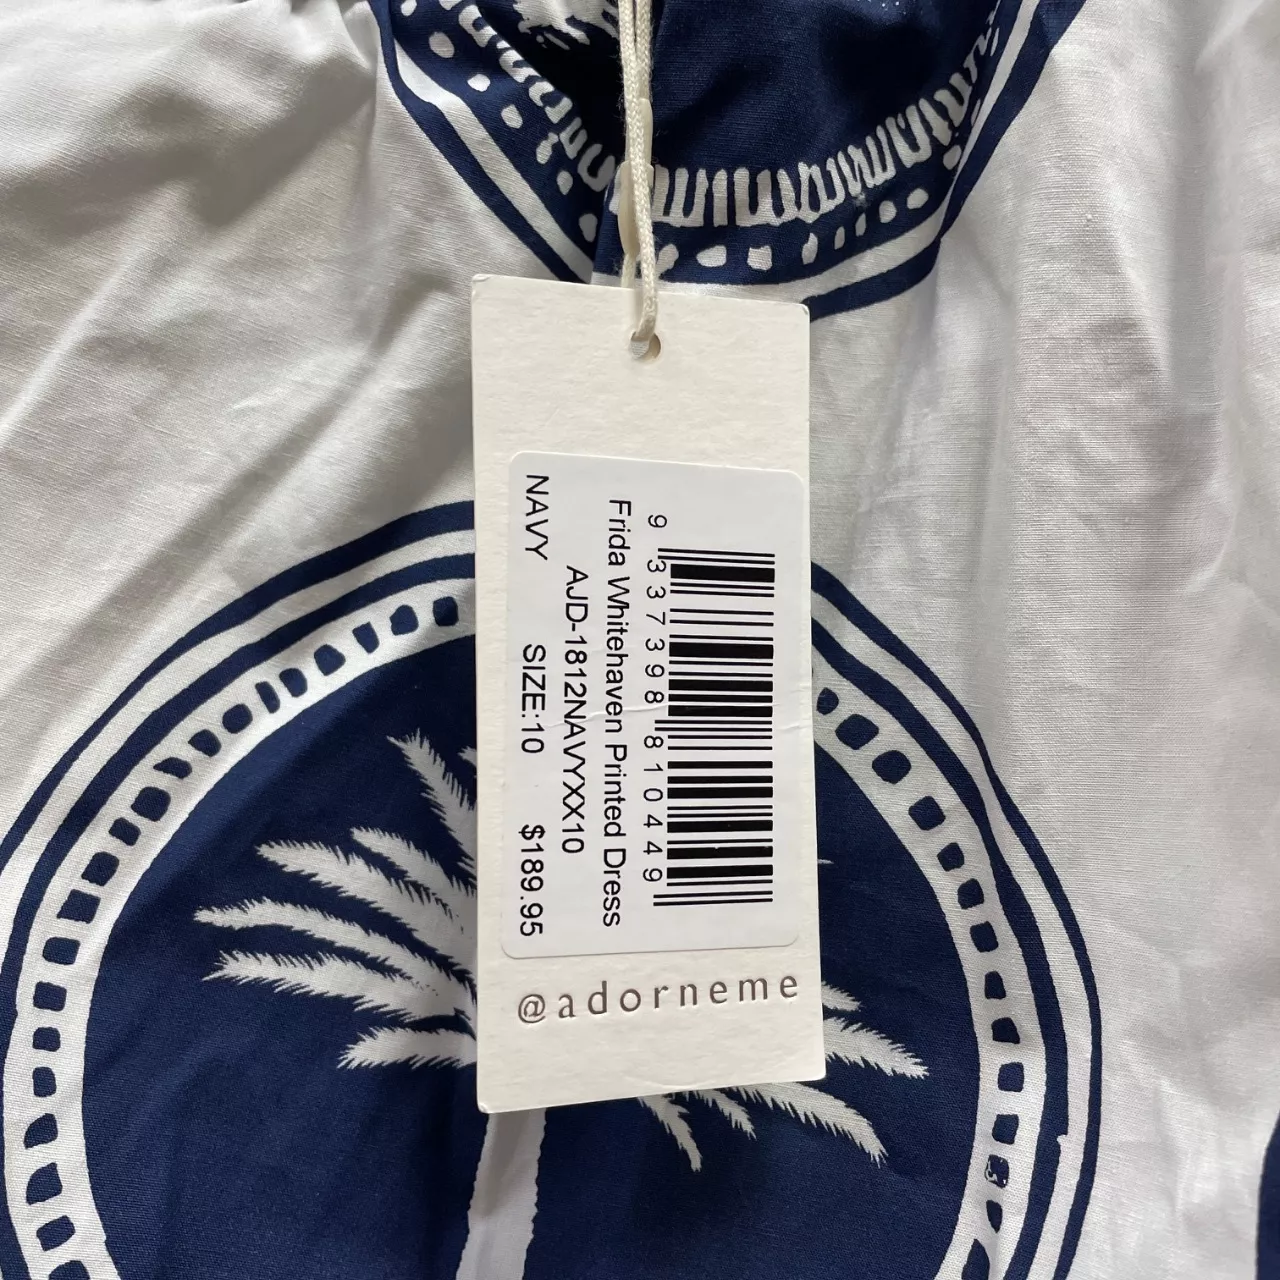 9 337398 810449
Frida Whitehaven Printed Dress
AJD-1812NAVYXX10
NAVY SIZE:10 $189.95
@adorneme